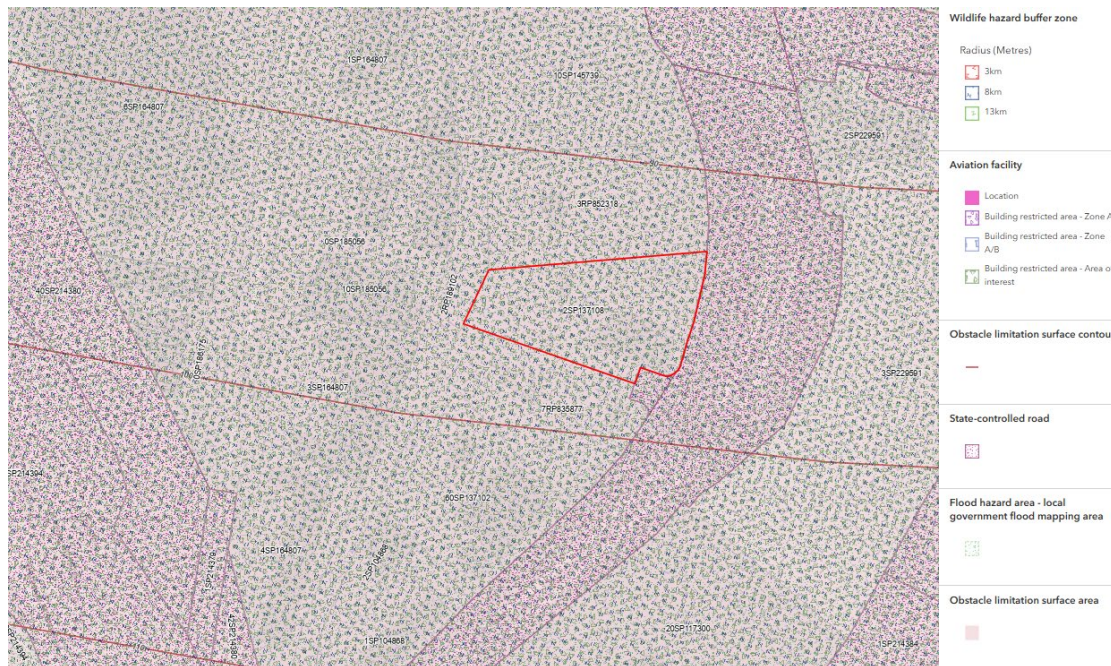 1SP164807
10SP145739
6SP164807
2SP229591
90
3RP852318
0SP185056
2RP189102
40SP214380
10SP185056
2SP137108
3SP164807
3SP229591
7RP835877
SP214394
60SP137102
4SP164807
1SP214379
1SP104868
20SP117300
1SP214384
Wildlife hazard buffer zone
Radius (Metres)
3km
8km
13km
Aviation facility
Location
Building restricted area - Zone A
Building restricted area - Zone
A/B
Building restricted area - Area o
interest
Obstacle limitation surface contou
State-controlled road
Flood hazard area - local
government flood mapping area
Obstacle limitation surface area